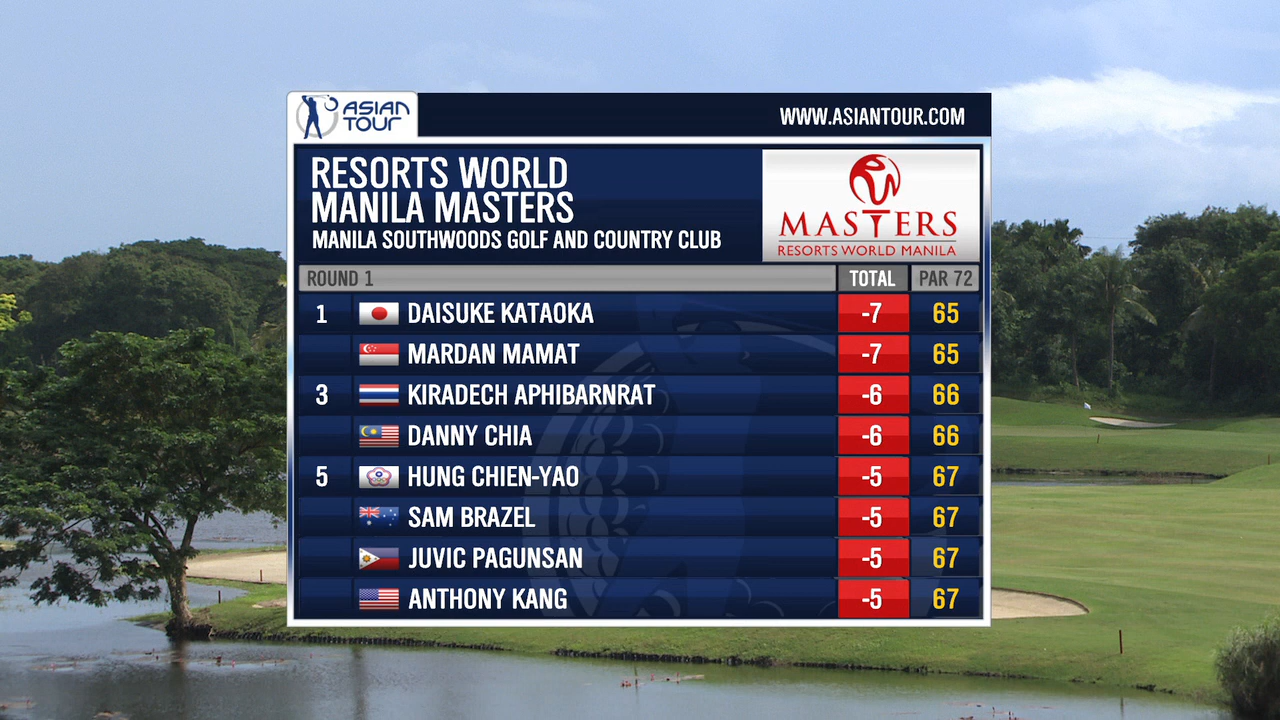 ASIAN
TOUR
WWW.ASIANTOUR.COM
RESORTS WORLD
MANILA MASTERS
MANILA SOUTHWOODS GOLF AND COUNTRY CLUB
MASTERS
RESORTS WORLD MANILA
ROUND 1 TOTAL PAR 72
1 DAISUKE KATAOKA -7 65
MARDAN MAMAT -7 65
3 KIRADECH APHIBARNRAT -6 66
DANNY CHIA -6 66
5 HUNG CHIEN-YAO -5 67
SAM BRAZEL -5 67
JUVIC PAGUNSAN -5 67
ANTHONY KANG -5 67